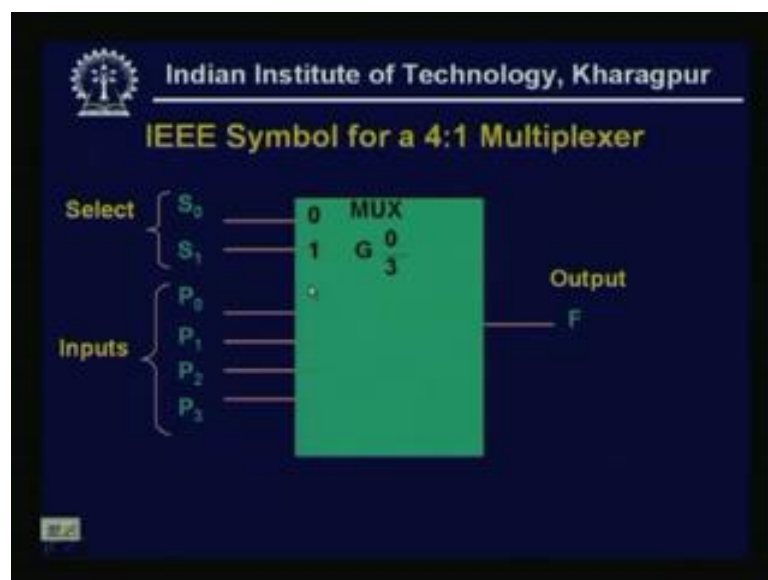 Indian Institute of Technology, Kharagpur
IEEE Symbol for a 4:1 Multiplexer
Select
S0
S1
0 MUX
1 G 0/3
Inputs
P0
P1
P2
P3
Output
F